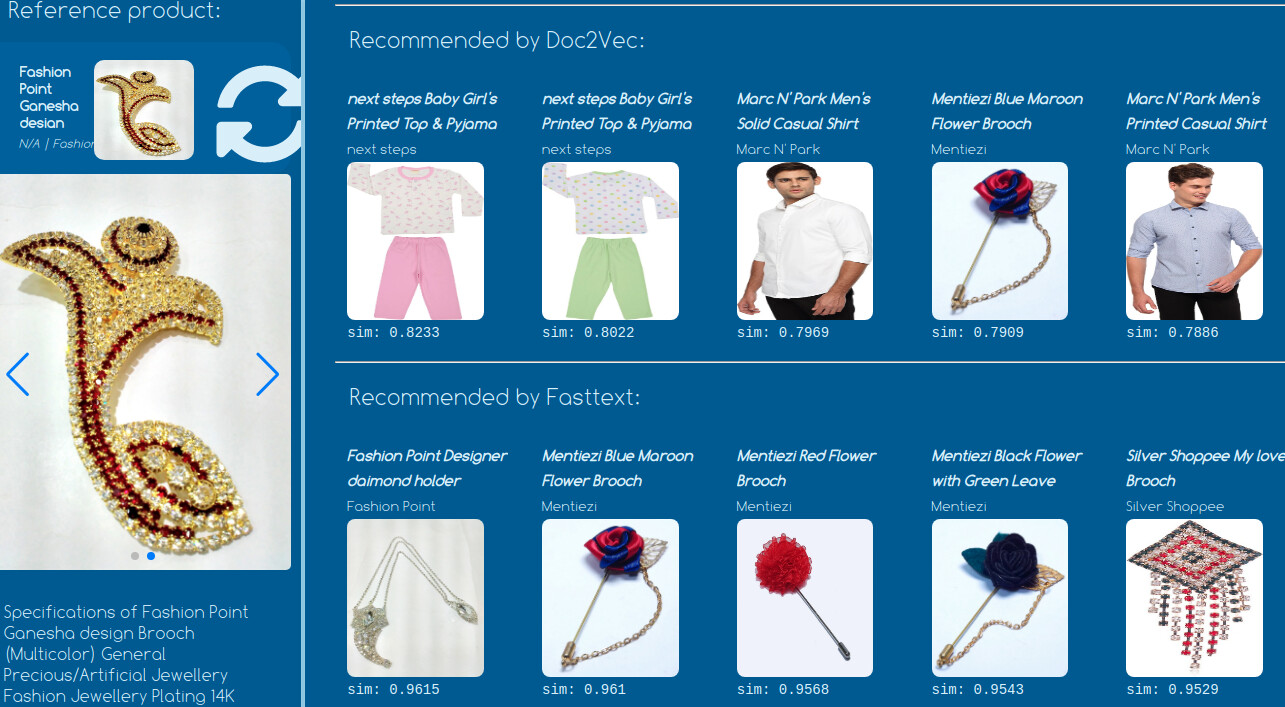 Reference product:
Fashion
Point
Ganesha
design
N/A | Fashion
Specifications of Fashion Point
Ganesha design Brooch
(Multicolor) General
Precious/Artificial Jewellery
Fashion Jewellery Plating 14K
Recommended by Doc2Vec:
next steps Baby Girl's
Printed Top & Pyjama
next steps
sim: 0.8233
next steps Baby Girl's
Printed Top & Pyjama
next steps
sim: 0.8022
Marc N' Park Men's
Solid Casual Shirt
Marc N' Park
sim: 0.7969
Mentiezi Blue Maroon
Flower Brooch
Mentiezi
sim: 0.7909
Marc N' Park Men's
Printed Casual Shirt
Marc N' Park
sim: 0.7886
Recommended by Fasttext:
Fashion Point Designer
daimond holder
Fashion Point
sim: 0.9615
Mentiezi Blue Maroon
Flower Brooch
Mentiezi
sim: 0.961
Mentiezi Red Flower
Brooch
Mentiezi
sim: 0.9568
Mentiezi Black Flower
with Green Leave
Mentiezi
sim: 0.9543
Silver Shoppee My love
Brooch
Silver Shoppee
sim: 0.9529